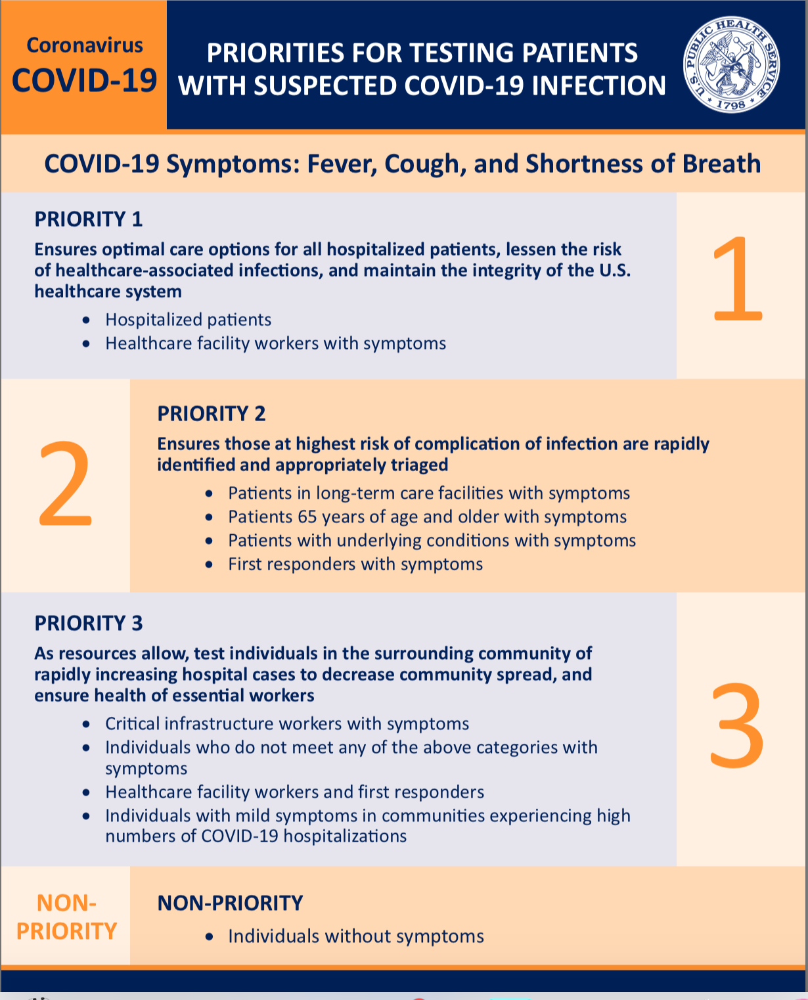 Coronavirus
COVID-19
PRIORITIES FOR TESTING PATIENTS
WITH SUSPECTED COVID-19 INFECTION
U.S. PUBLIC HEALTH SERVICE
1798
COVID-19 Symptoms: Fever, Cough, and Shortness of Breath
PRIORITY 1
Ensures optimal care options for all hospitalized patients, lessen the risk
of healthcare-associated infections, and maintain the integrity of the U.S.
healthcare system
• Hospitalized patients
• Healthcare facility workers with symptoms
1
2
PRIORITY 2
Ensures those at highest risk of complication of infection are rapidly
identified and appropriately triaged
• Patients in long-term care facilities with symptoms
• Patients 65 years of age and older with symptoms
• Patients with underlying conditions with symptoms
• First responders with symptoms
PRIORITY 3
As resources allow, test individuals in the surrounding community of
rapidly increasing hospital cases to decrease community spread, and
ensure health of essential workers
• Critical infrastructure workers with symptoms
• Individuals who do not meet any of the above categories with
symptoms
• Healthcare facility workers and first responders
• Individuals with mild symptoms in communities experiencing high
numbers of COVID-19 hospitalizations
3
NON-
PRIORITY
NON-PRIORITY
• Individuals without symptoms